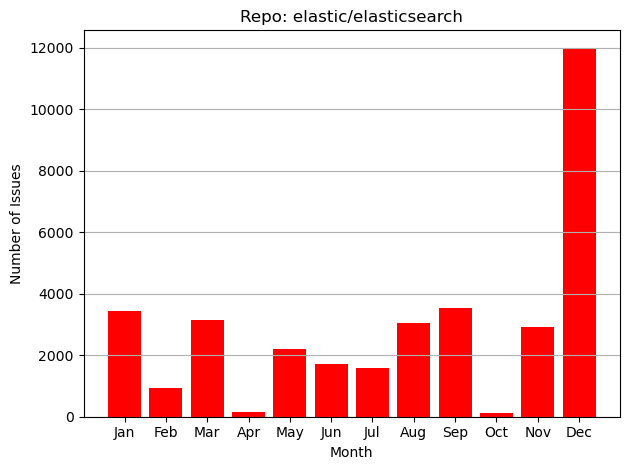 Repo: elastic/elasticsearch
12000
10000
8000
6000
4000
2000
0
Number of Issues
Jan Feb Mar Apr May Jun Jul Aug Sep Oct Nov Dec
Month